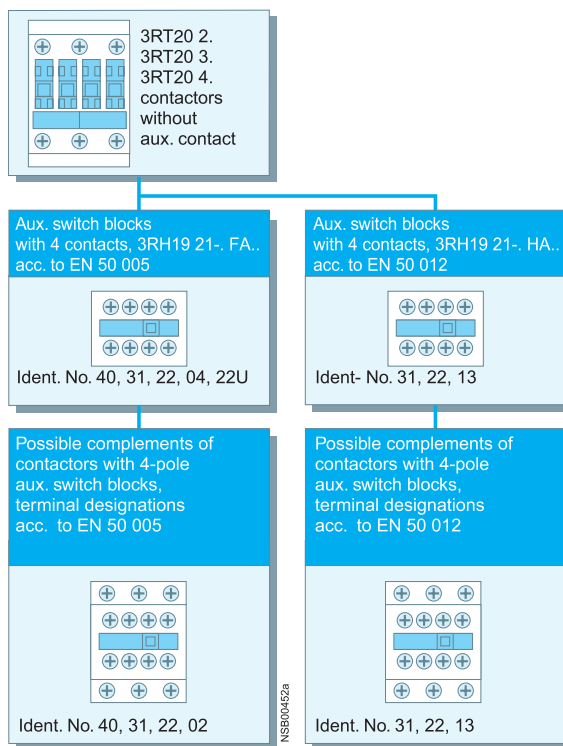 3RT20 2.
3RT20 3.
3RT20 4.
contactors
without
aux. contact
Aux. switch blocks
with 4 contacts, 3RH19 21-. FA..
acc. to EN 50 005
Ident. No. 40, 31, 22, 04, 22U
Aux. switch blocks
with 4 contacts, 3RH19 21-. HA..
acc. to EN 50 012
Ident- No. 31, 22, 13
Possible complements of
contactors with 4-pole
aux. switch blocks,
terminal designations
acc. to EN 50 005
Ident. No. 40, 31, 22, 02
Possible complements of
contactors with 4-pole
aux. switch blocks,
terminal designations
acc. to EN 50 012
Ident. No. 31, 22, 13
NSB00452a